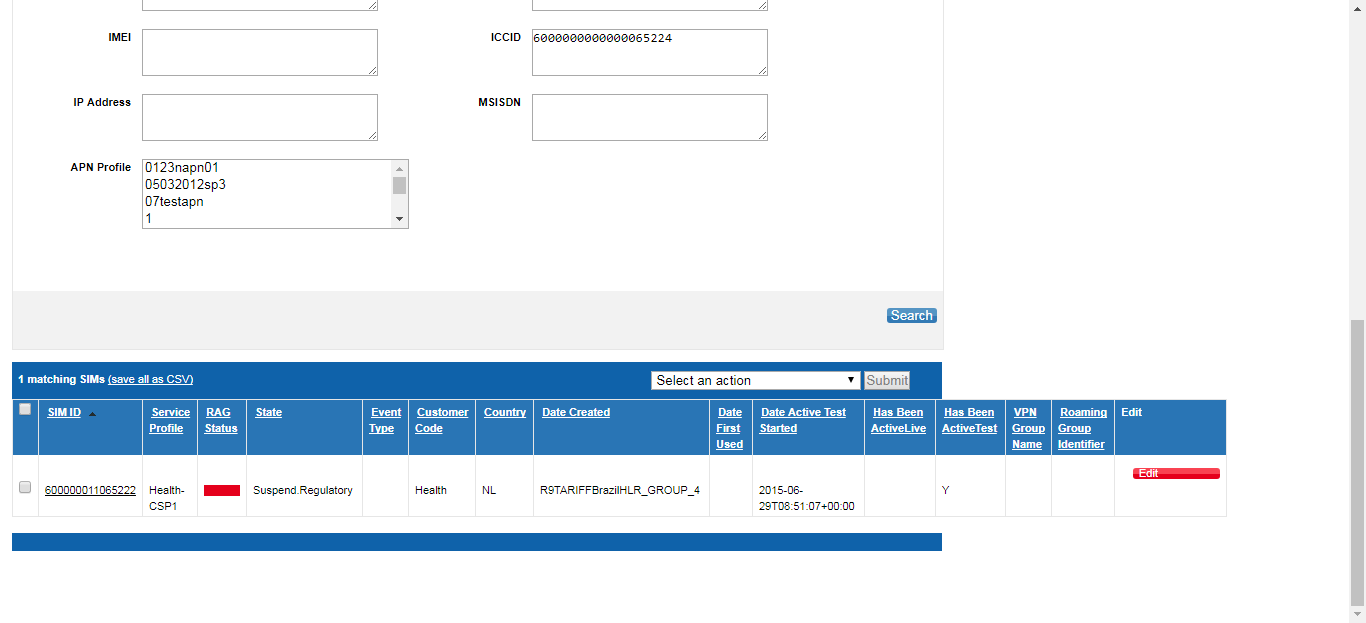 IMEI
ICCID
6000000000000065224
IP Address
MSISDN
APN Profile
0123napn01
05032012sp3
07testapn
1
Search
1 matching SIMs (save all as CSV)
Select an action
Submit
SIM ID
Service Profile
RAG Status
State
Event Type
Customer Code
Country
Date Created
Date First Used
Date Active Test Started
Has Been ActiveLive
Has Been ActiveTest
VPN Group Name
Roaming Group Identifier
Edit
600000011065222
Health-CSP1
Suspend.Regulatory
Health
NL
R9TARIFFBrazilHLR_GROUP_4
2015-06-29T08:51:07+00:00
Y
Edit